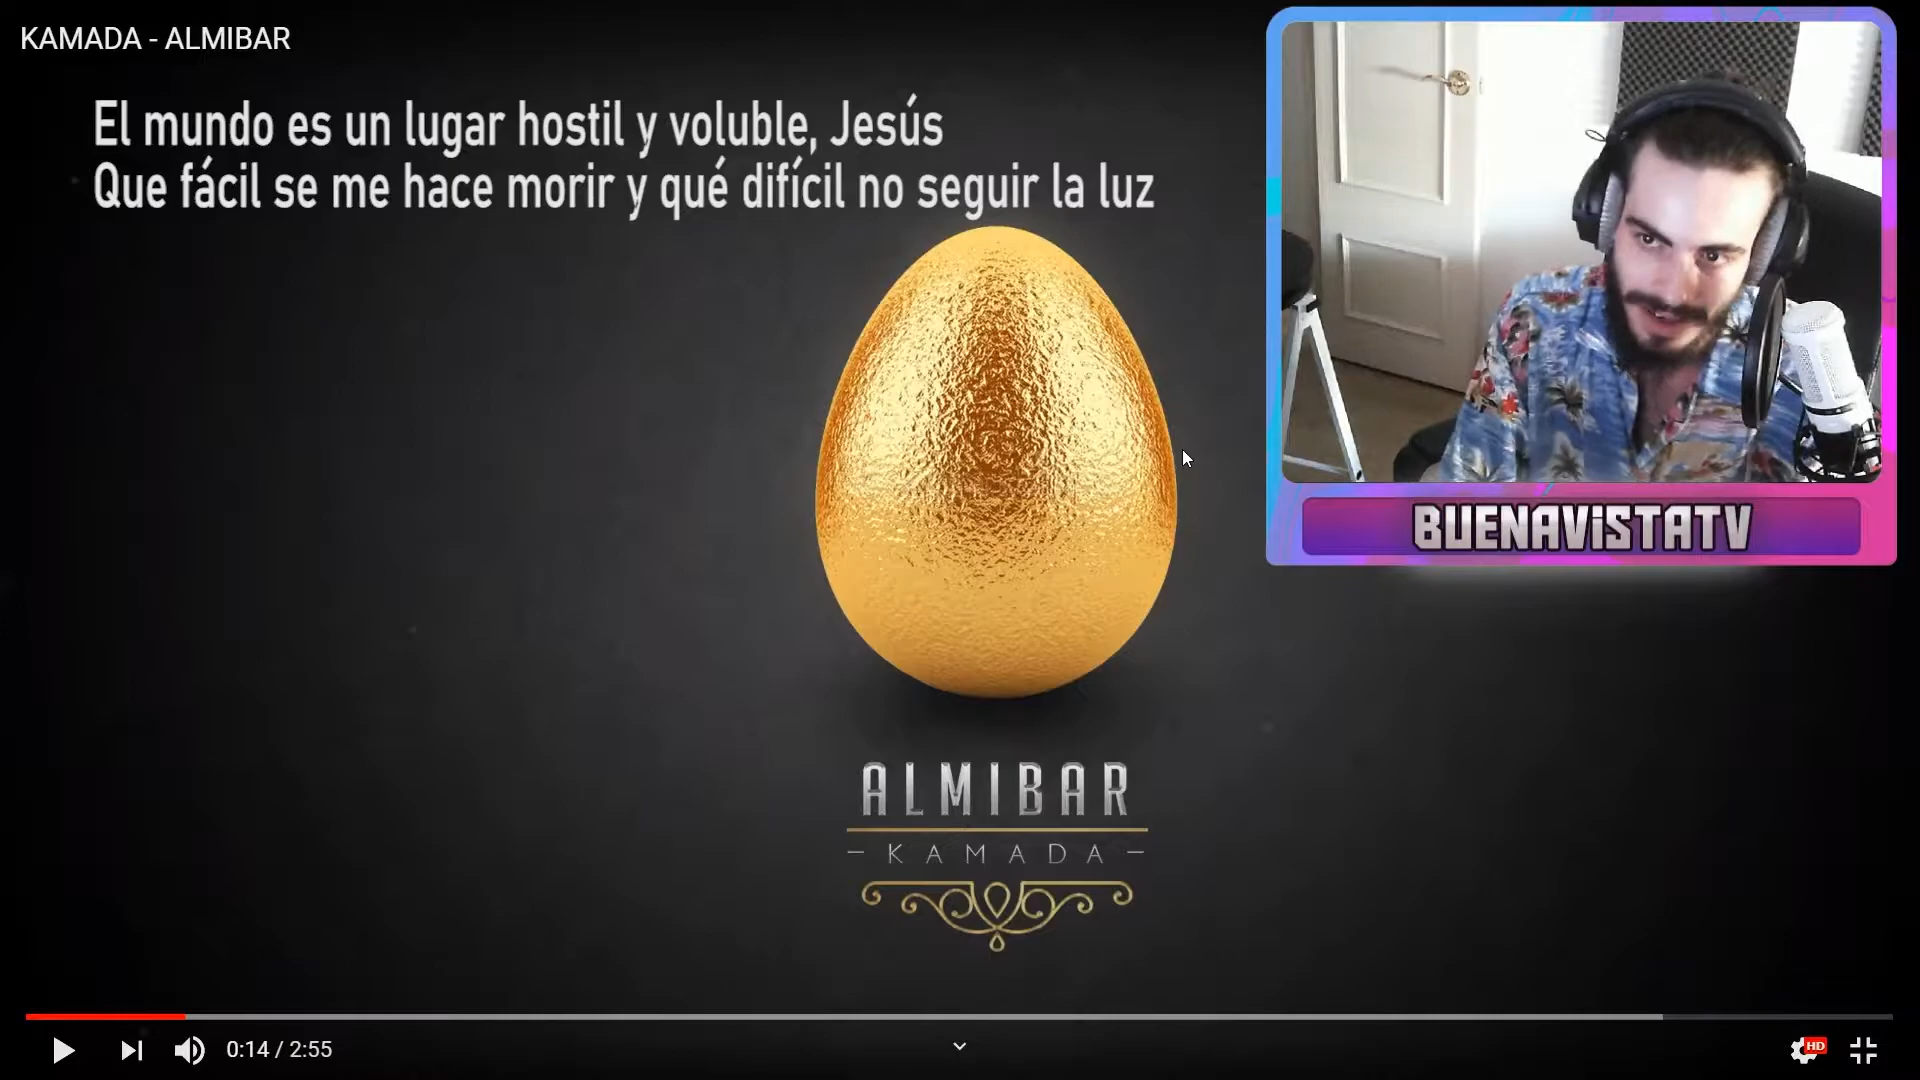 KAMADA - ALMIBAR
El mundo es un lugar hostil y voluble, Jesús
Que fácil se me hace morir y qué difícil no seguir la luz
BUENAViSTATV
ALMIBAR
- KAMADA -
0:14 / 2:55
HD